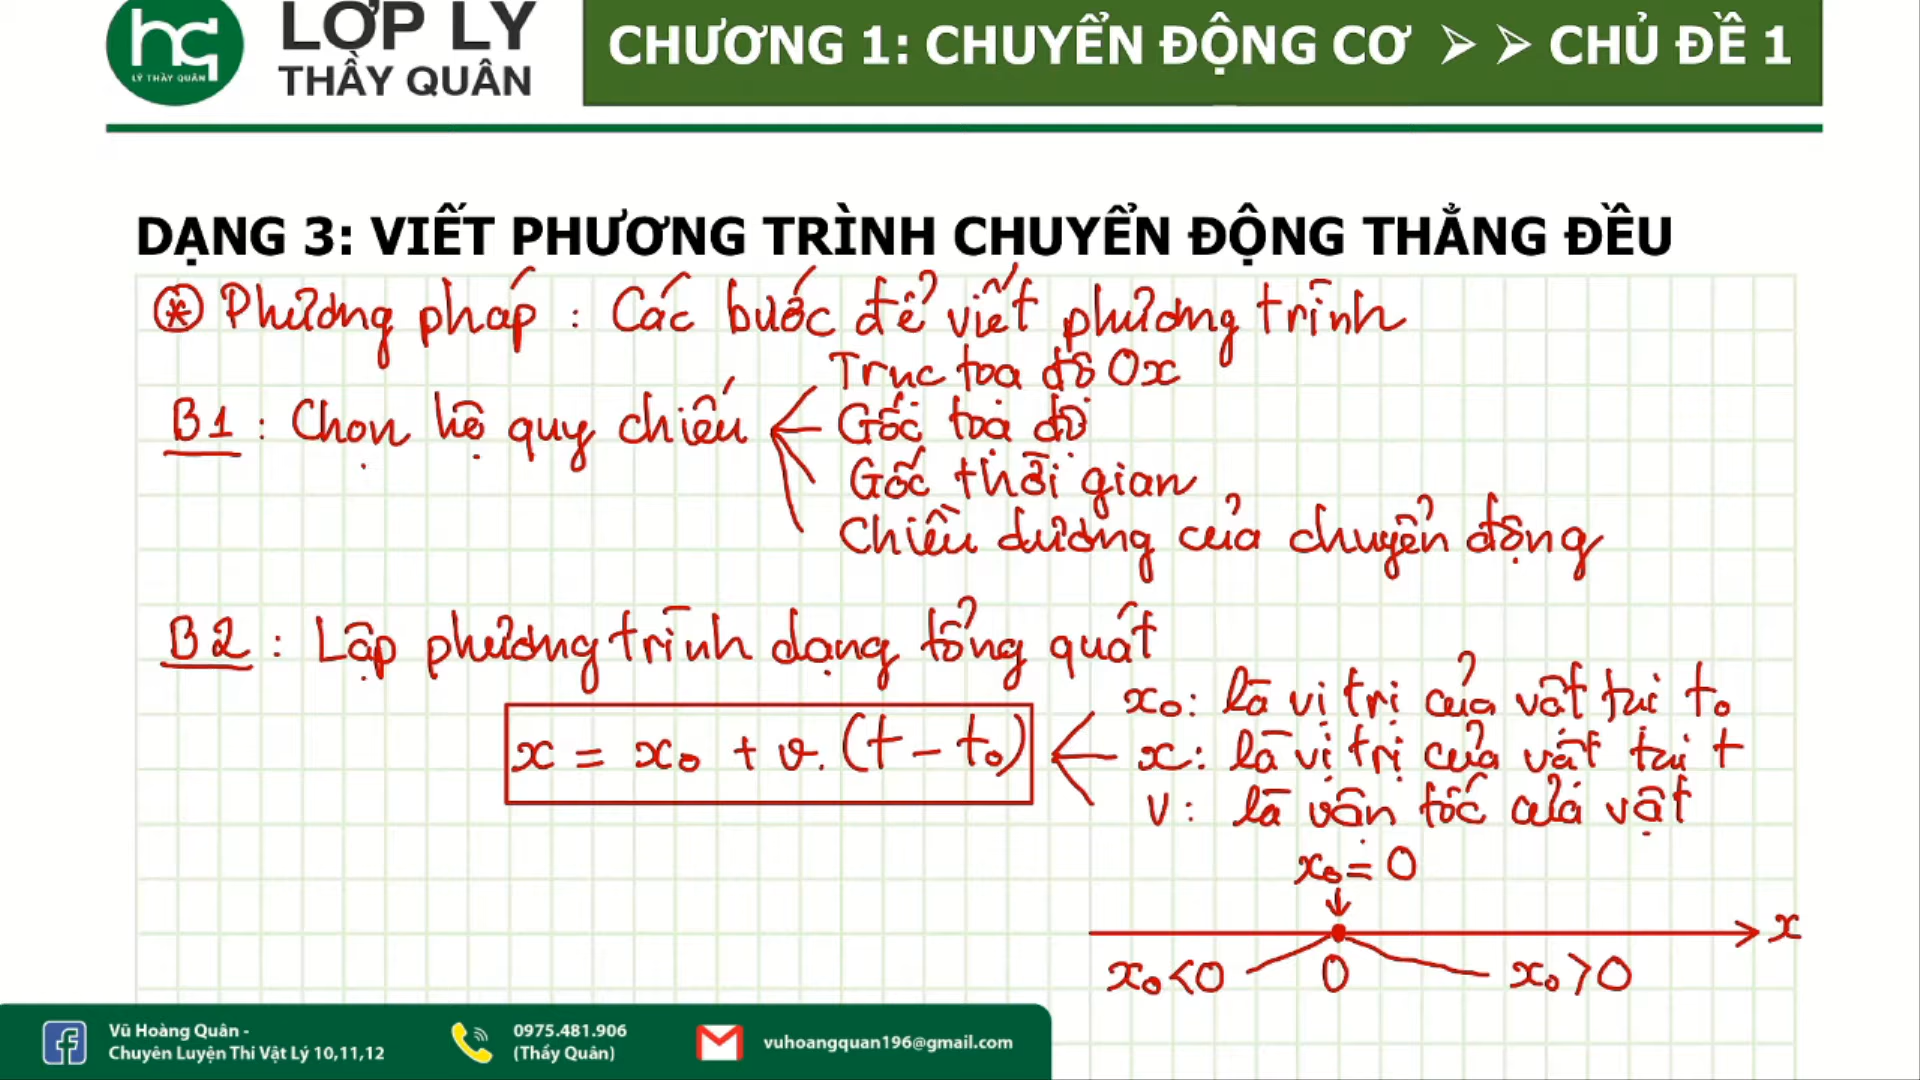 hq
LÝ THẦY QUÂN
LỚP LÝ
THẦY QUÂN
CHƯƠNG 1: CHUYỂN ĐỘNG CƠ ➢ ➢ CHỦ ĐỀ 1
DẠNG 3: VIẾT PHƯƠNG TRÌNH CHUYỂN ĐỘNG THẲNG ĐỀU
* Phương pháp : Các bước để viết phương trình
B1 : Chọn hệ quy chiếu
Trục toạ độ Ox
Gốc toạ độ
Gốc thời gian
Chiều dương của chuyển động
B2 : Lập phương trình dạng tổng quát
x = x₀ + v.(t - t₀)
x₀: là vị trí của vật tại t₀
x: là vị trí của vật tại t
v: là vận tốc của vật
x₀ = 0
x
x₀<0 0 x₀>0
Vũ Hoàng Quân -
Chuyên Luyện Thi Vật Lý 10,11,12
0975.481.906
(Thầy Quân)
vuhoangquan196@gmail.com